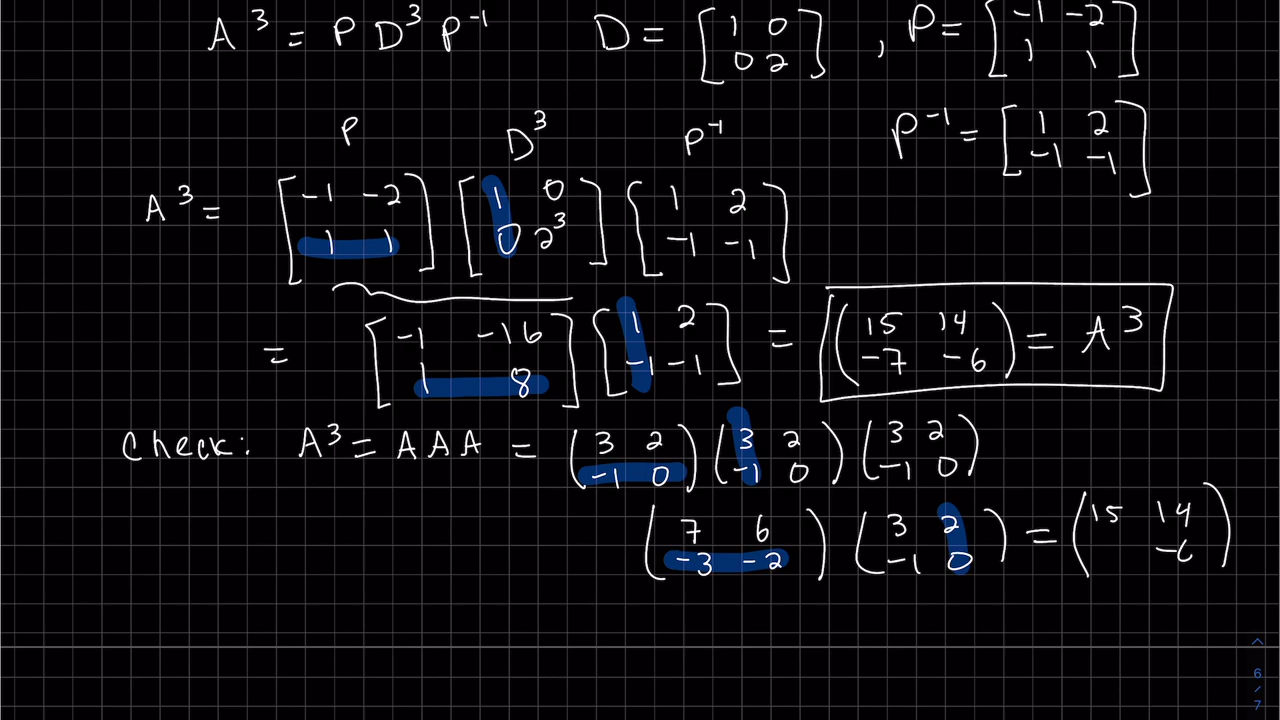 A³ = P D³ P⁻¹   D = [1 0; 0 2] , P = [-1 -2; 1 1]
P   D³   P⁻¹   P⁻¹ = [1 2; -1 -1]
A³ = [-1 -2; 1 1] [1 0; 0 2³] [1 2; -1 -1]
= [-1 -16; 1 8] [1 2; -1 -1] = (15 14; -7 -6) = A³
Check: A³ = A A A = (3 2; -1 0) (3 2; -1 0) (3 2; -1 0)
(7 6; -3 -2) (3 2; -1 0) = (15 14; -6)
6
/
7